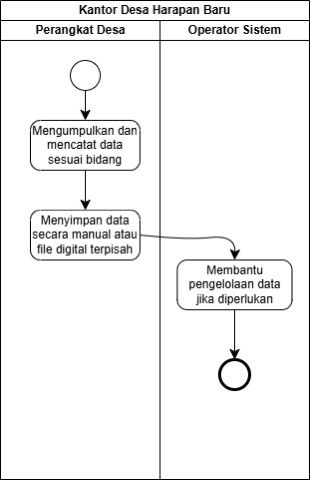 Kantor Desa Harapan Baru
Perangkat Desa
Operator Sistem
Mengumpulkan dan
mencatat data
sesuai bidang
Menyimpan data
secara manual atau
file digital terpisah
Membantu
pengelolaan data
jika diperlukan